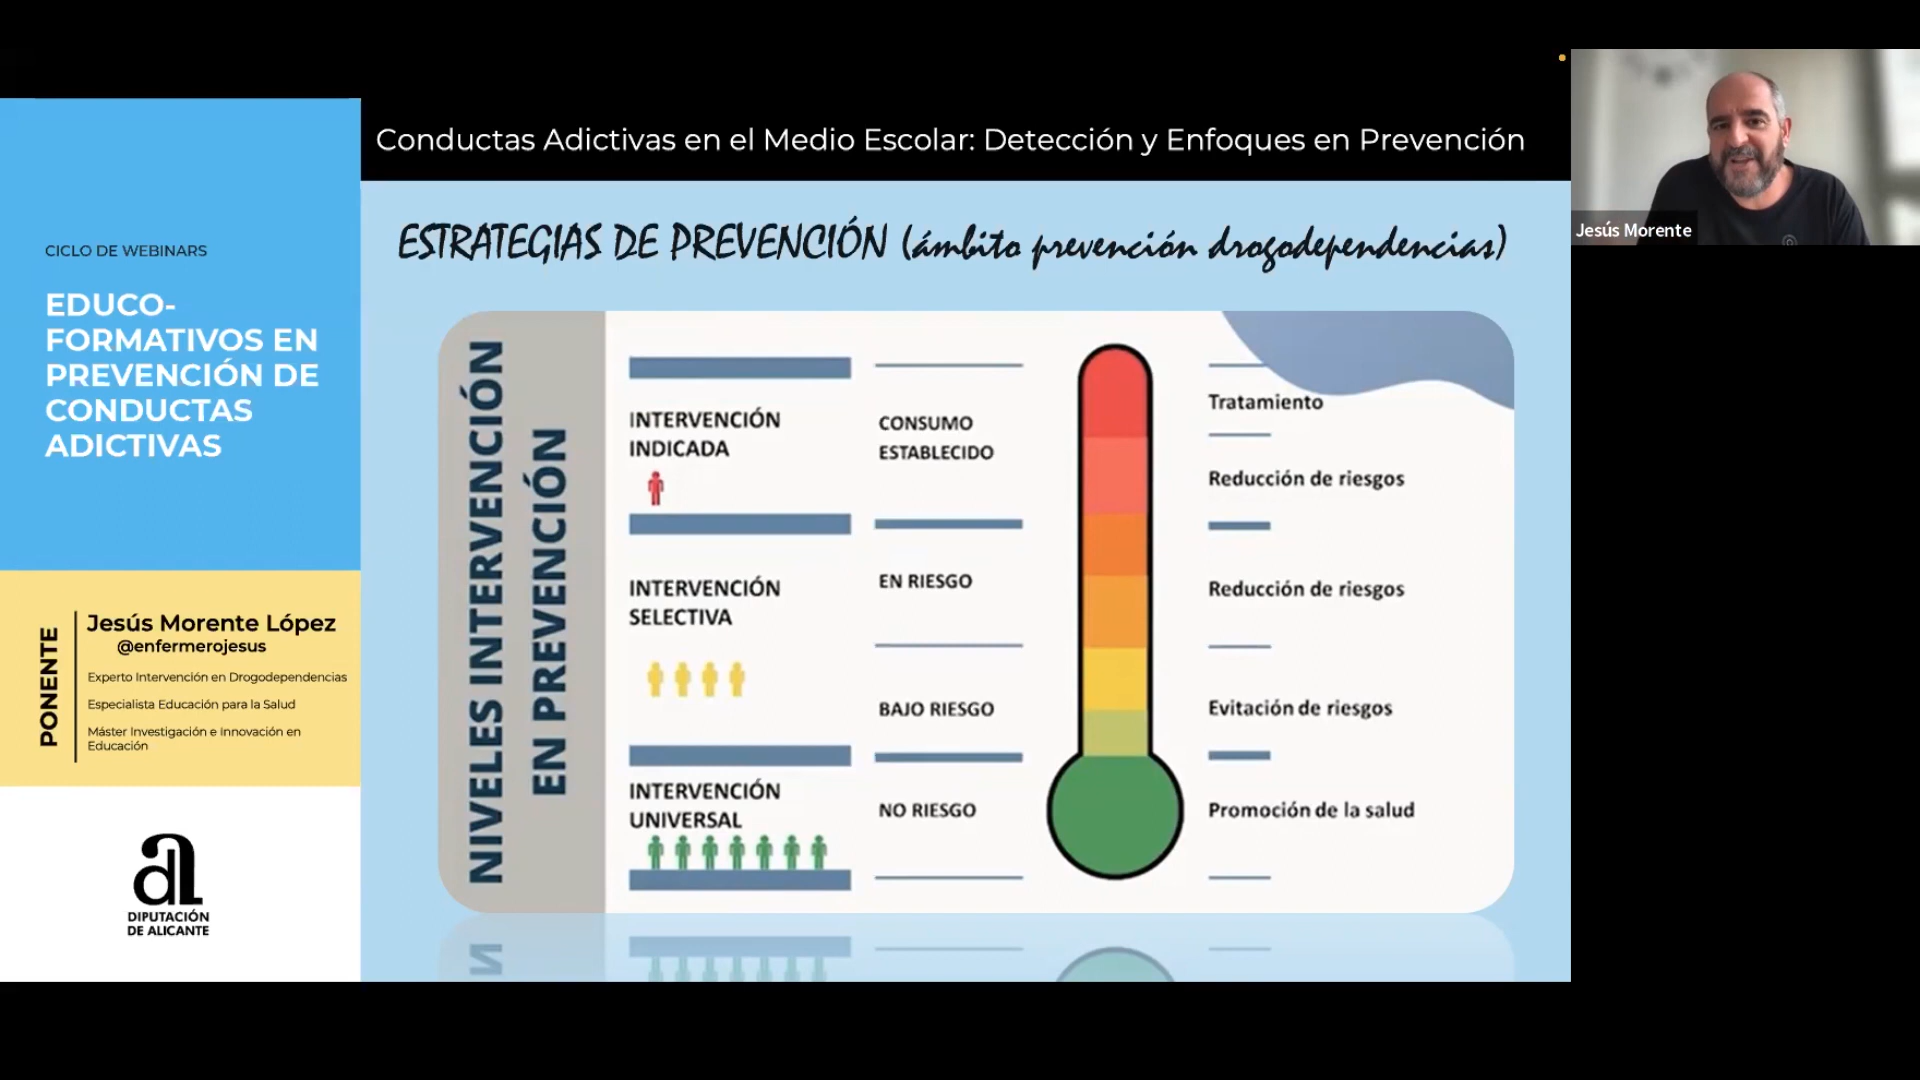 Conductas Adictivas en el Medio Escolar: Detección y Enfoques en Prevención
Jesús Morente
CICLO DE WEBINARS
EDUCO-
FORMATIVOS EN
PREVENCIÓN DE
CONDUCTAS
ADICTIVAS
PONENTE
Jesús Morente López
@enfermerojesus
Experto Intervención en Drogodependencias
Especialista Educación para la Salud
Máster Investigación e Innovación en
Educación
DIPUTACIÓN
DE ALICANTE
ESTRATEGIAS DE PREVENCIÓN (ámbito prevención drogodependencias)
NIVELES INTERVENCIÓN
EN PREVENCIÓN
INTERVENCIÓN
INDICADA
CONSUMO
ESTABLECIDO
Tratamiento
Reducción de riesgos
INTERVENCIÓN
SELECTIVA
EN RIESGO
Reducción de riesgos
BAJO RIESGO
Evitación de riesgos
INTERVENCIÓN
UNIVERSAL
NO RIESGO
Promoción de la salud